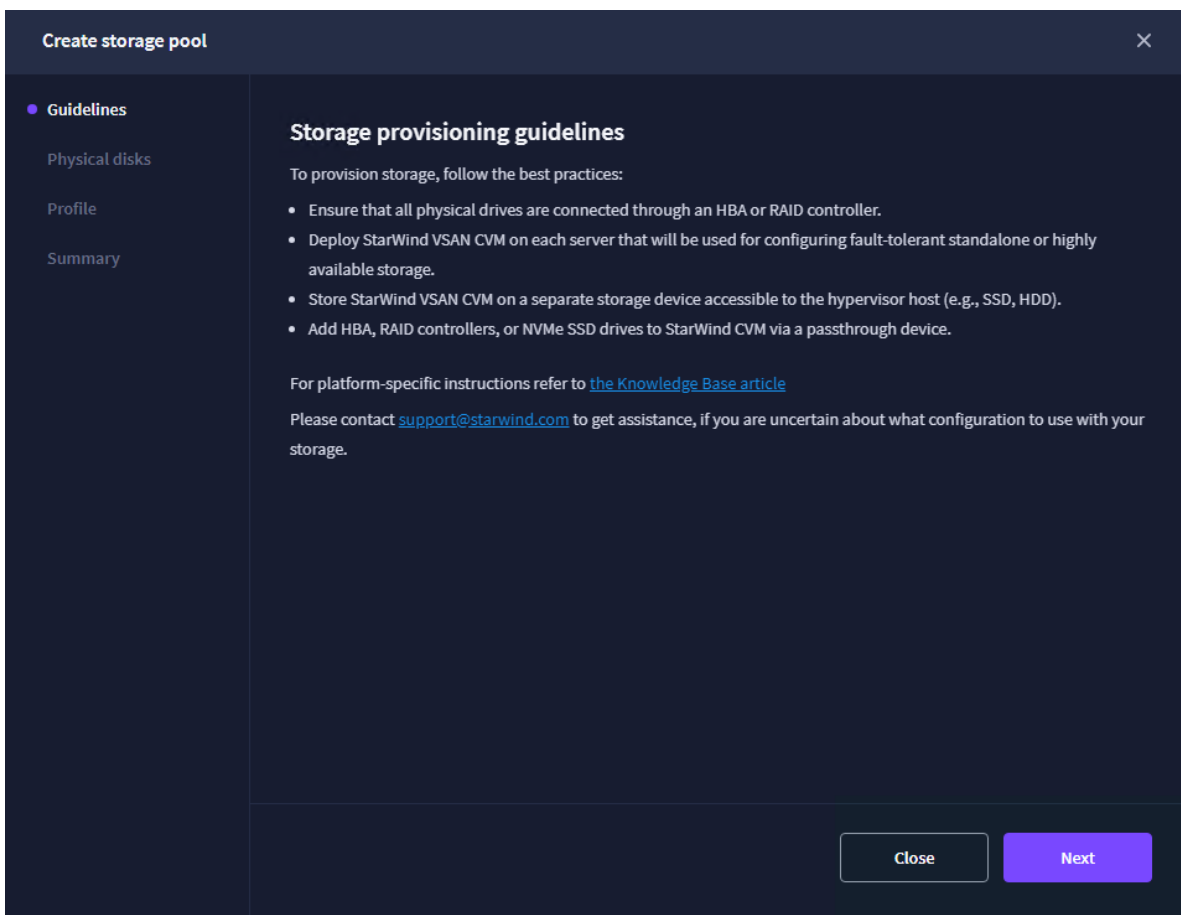 Create storage pool
Guidelines
Physical disks
Profile
Summary
Storage provisioning guidelines
To provision storage, follow the best practices:
• Ensure that all physical drives are connected through an HBA or RAID controller.
• Deploy StarWind VSAN CVM on each server that will be used for configuring fault-tolerant standalone or highly
available storage.
• Store StarWind VSAN CVM on a separate storage device accessible to the hypervisor host (e.g., SSD, HDD).
• Add HBA, RAID controllers, or NVMe SSD drives to StarWind CVM via a passthrough device.
For platform-specific instructions refer to the Knowledge Base article
Please contact support@starwind.com to get assistance, if you are uncertain about what configuration to use with your
storage.
Close
Next